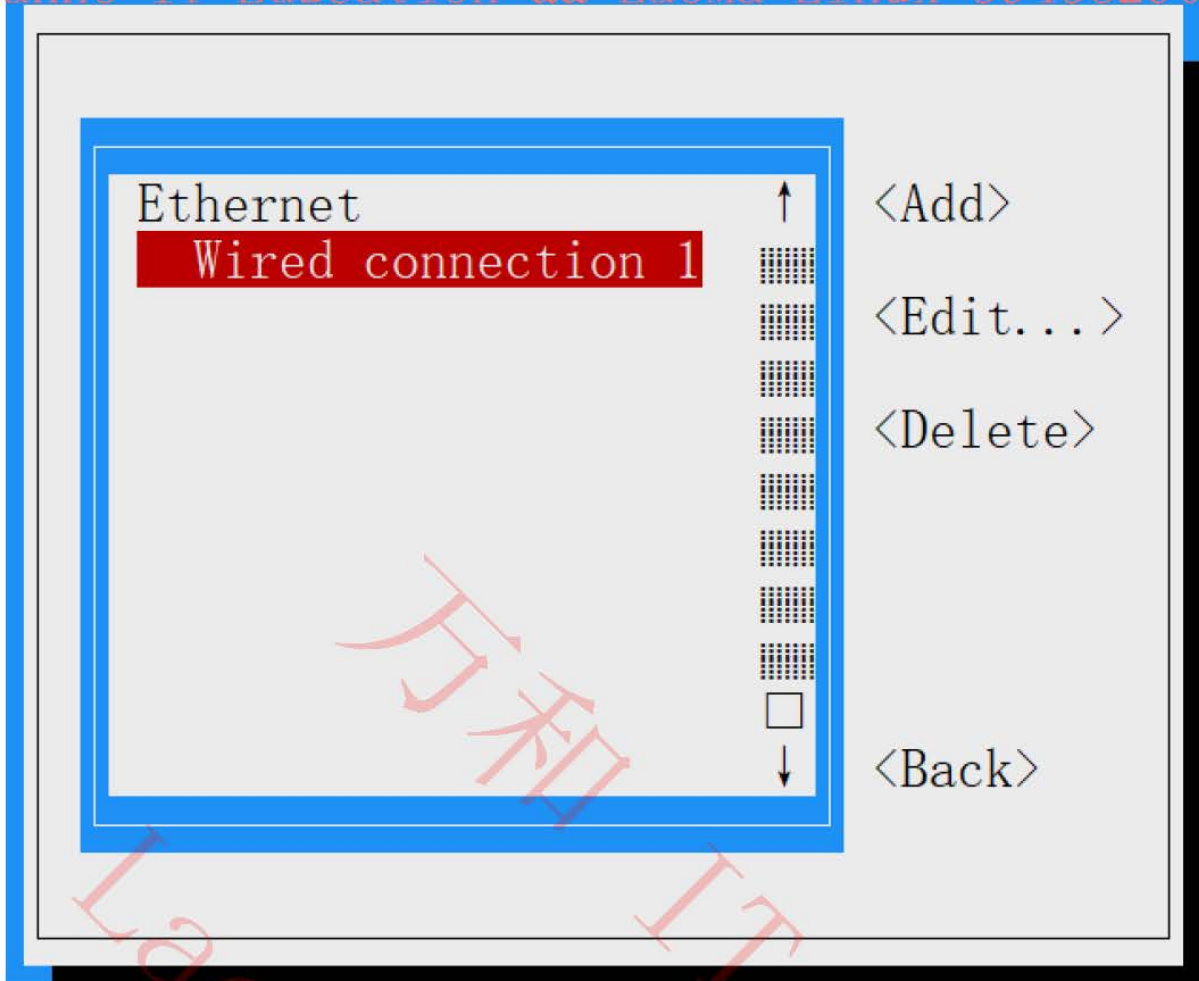 Ethernet
Wired connection 1
<Add>
<Edit...>
<Delete>
<Back>
万和 IT